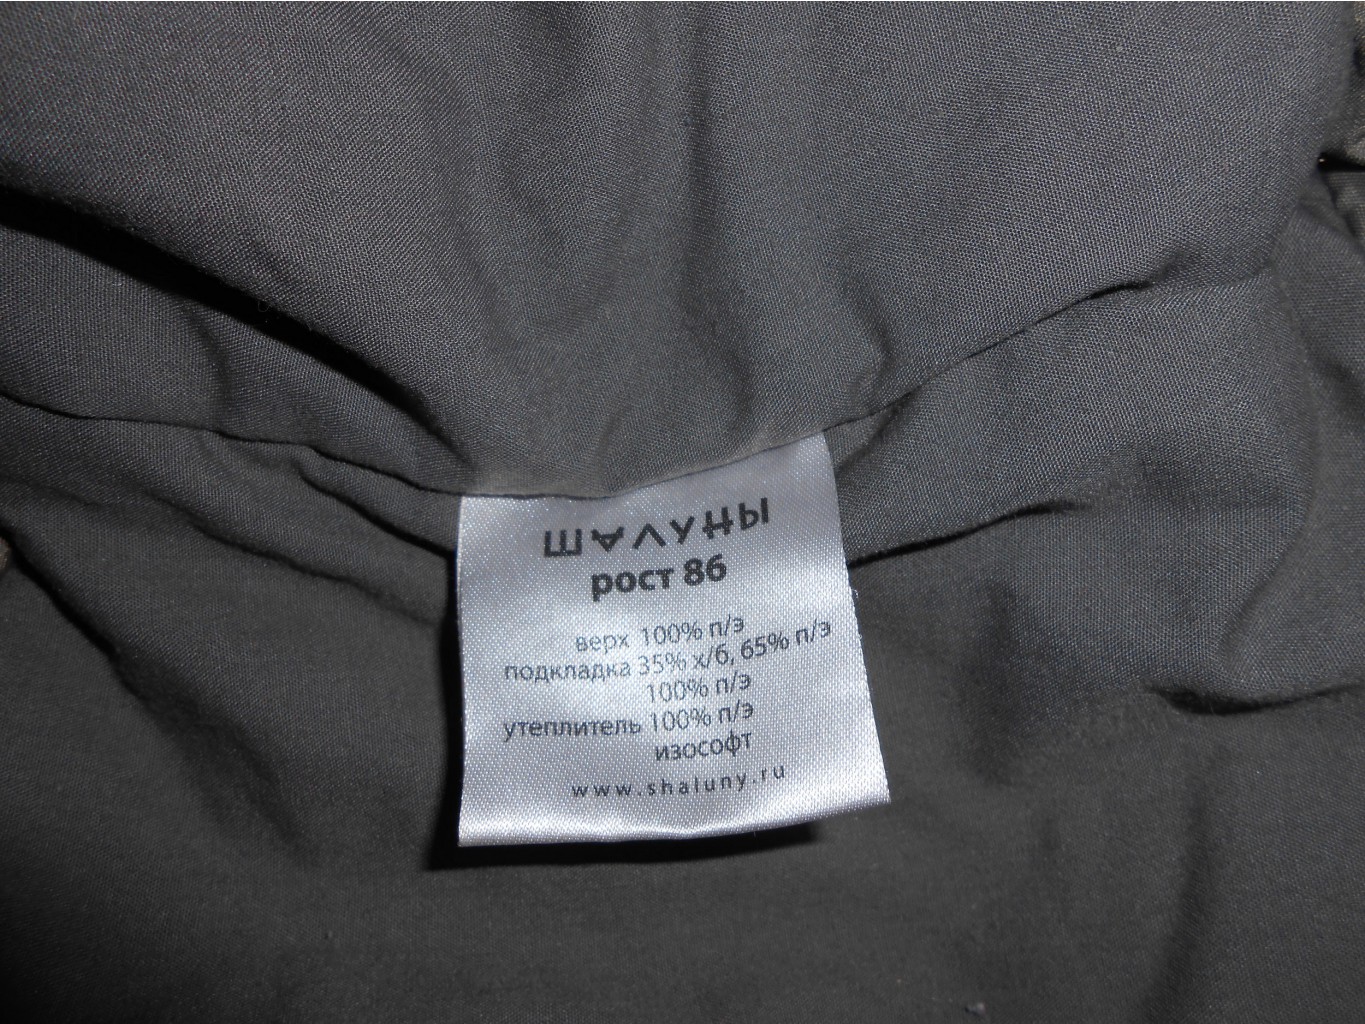 ШАЛУНЫ
рост 86
верх 100% п/э
подкладка 35% х/б, 65% п/э
100% п/э
утеплитель 100% п/э
изософт
www.shaluny.ru